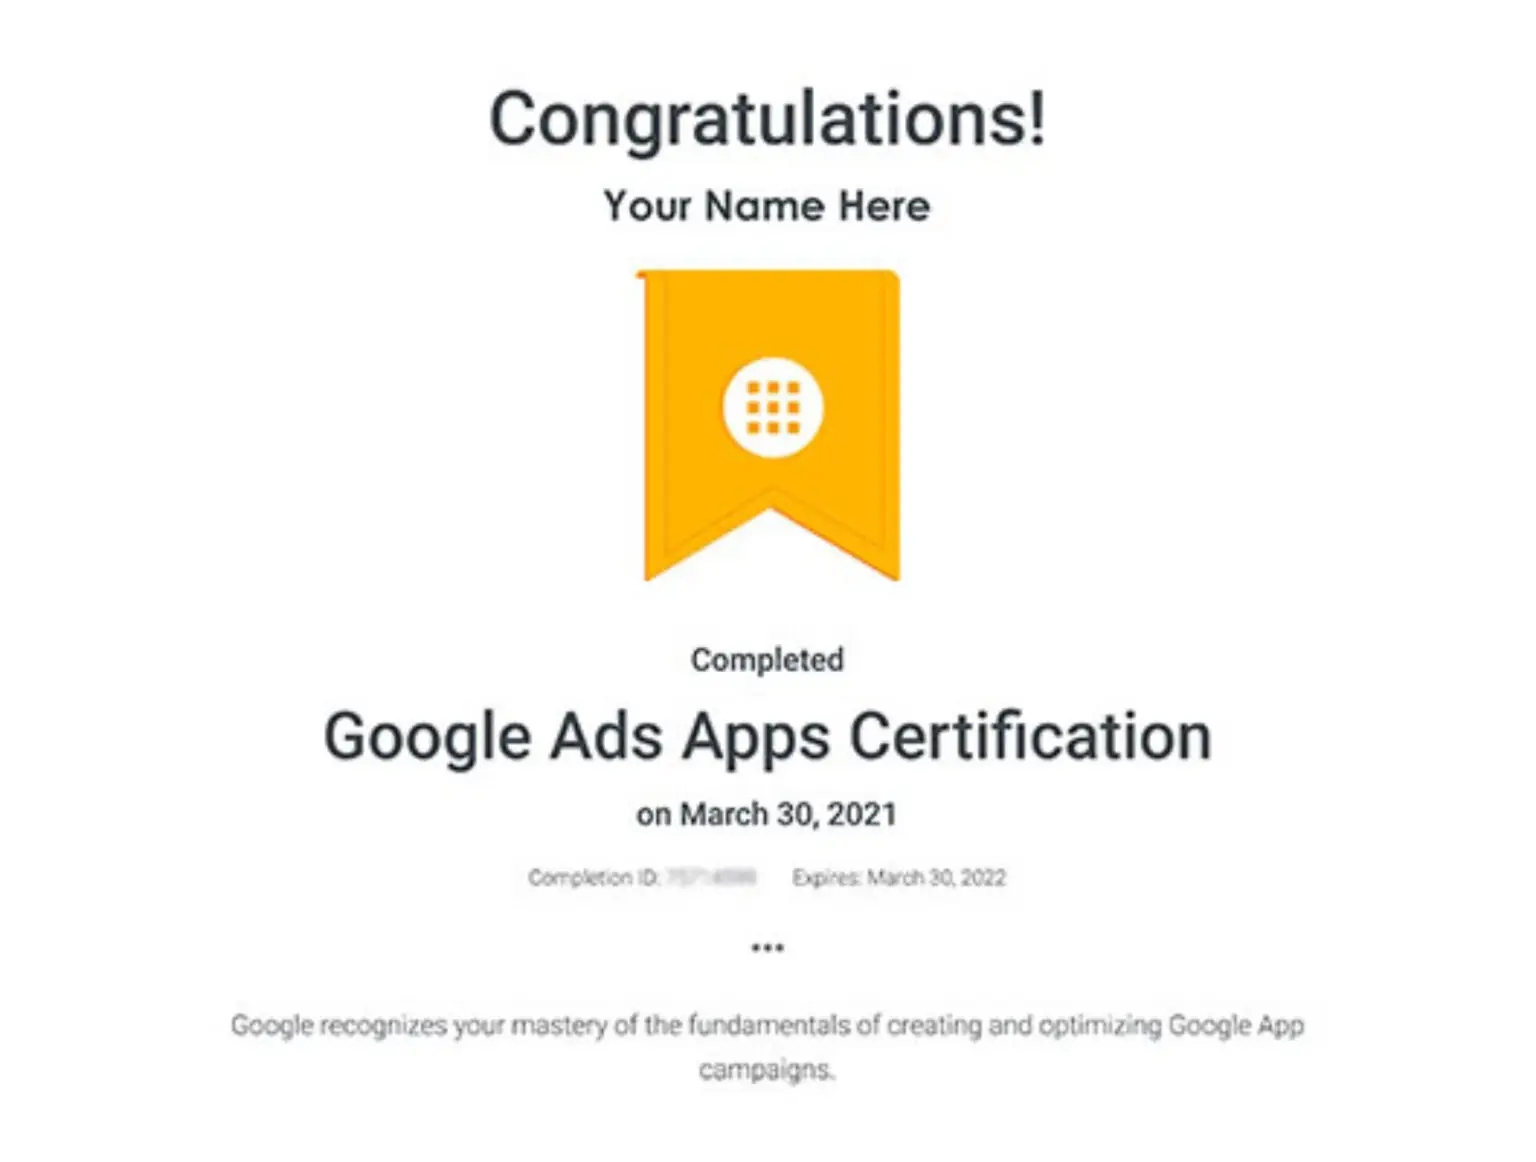 Congratulations!
Your Name Here
Completed
Google Ads Apps Certification
on March 30, 2021
Completion ID: Expires: March 30, 2022
•••
Google recognizes your mastery of the fundamentals of creating and optimizing Google App
campaigns.